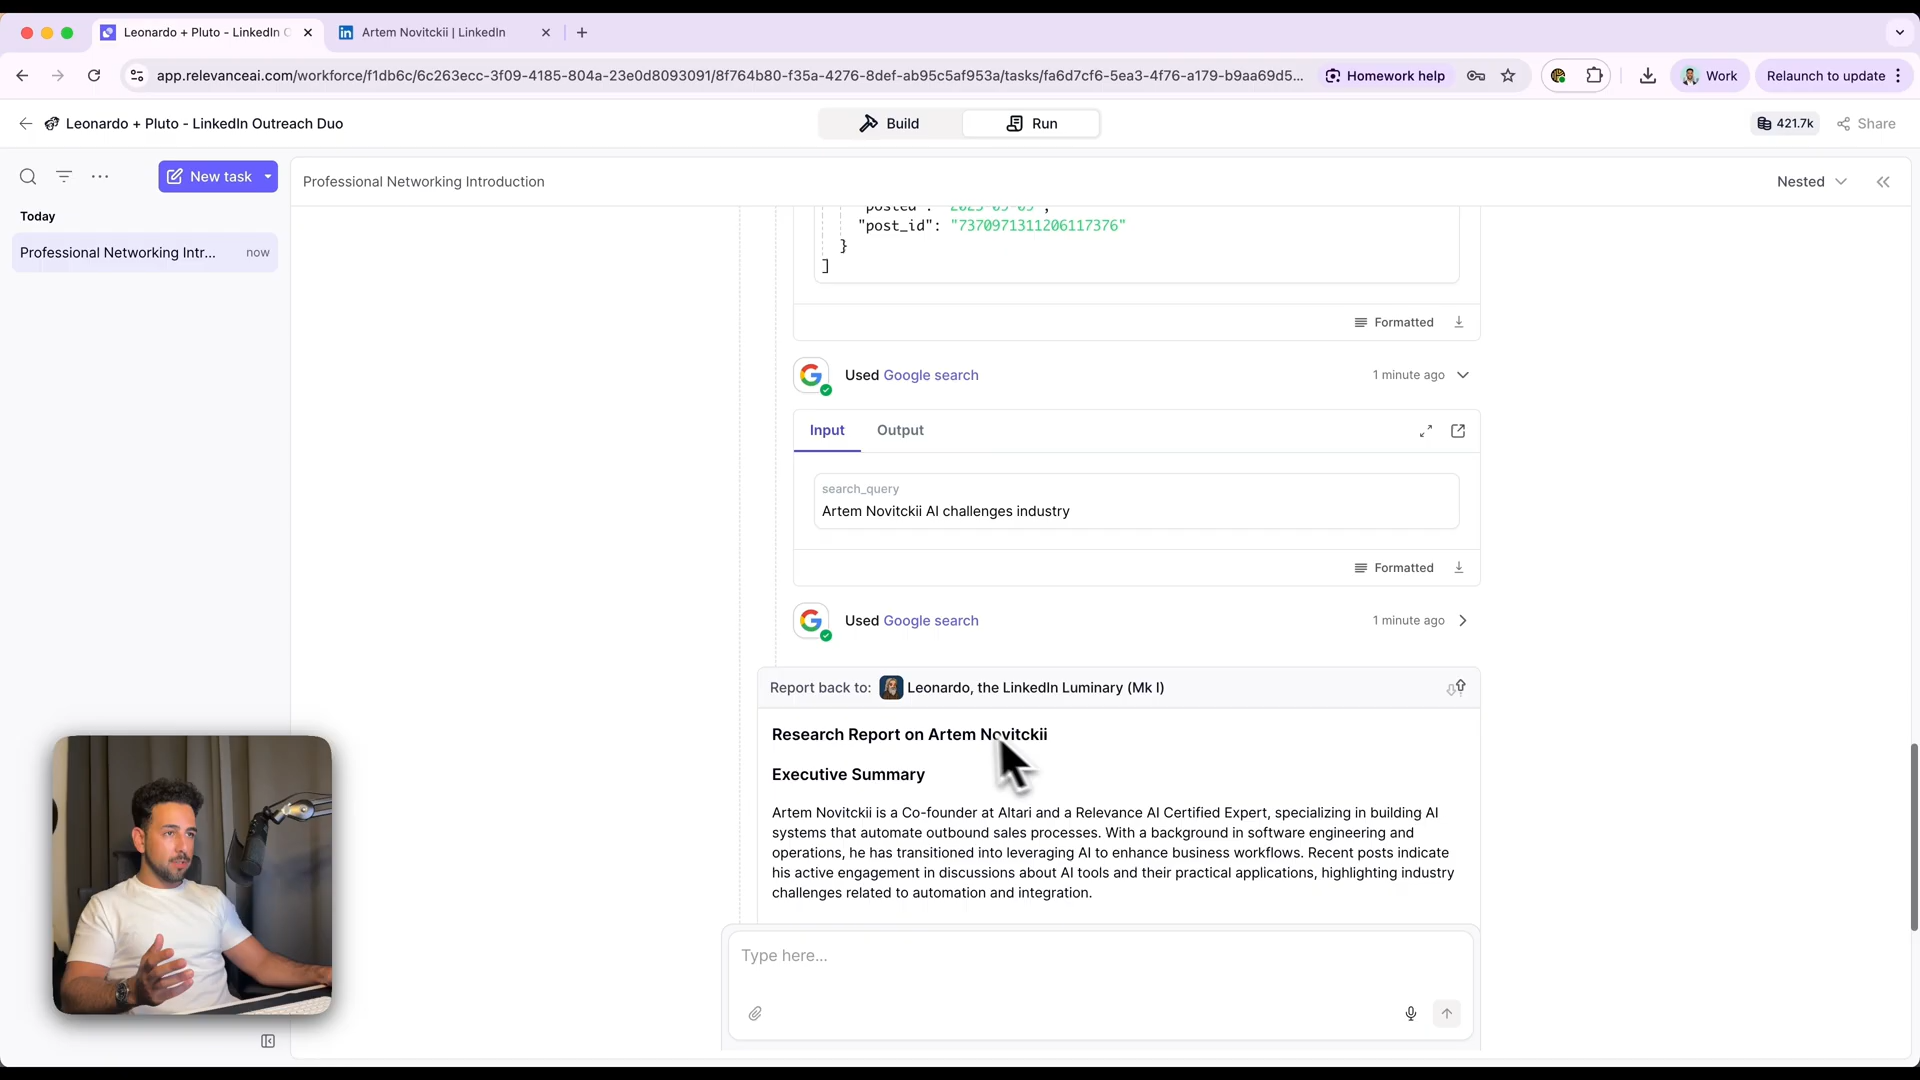 Leonardo + Pluto - LinkedIn
Artem Novitckii | LinkedIn
app.relevanceai.com/workforce/f1db6c/6c263ecc-3f09-4185-804a-23e0d8093091/8f764b80-f35a-4276-8def-ab95c5af953a/tasks/fa6d7cf6-5ea3-4f76-a179-b9aa69d5...
Homework help
Work
Relaunch to update
Leonardo + Pluto - LinkedIn Outreach Duo
Build
Run
421.7k
Share
New task
Professional Networking Introduction
Nested
Today
Professional Networking Intr...
now
"posted": "2025-09-09",
"post_id": "7370971311206117376"
}
]
Formatted
Used Google search
1 minute ago
Input
Output
search_query
Artem Novitckii AI challenges industry
Formatted
Used Google search
1 minute ago
Report back to: Leonardo, the LinkedIn Luminary (Mk I)
Research Report on Artem Novitckii
Executive Summary
Artem Novitckii is a Co-founder at Altari and a Relevance AI Certified Expert, specializing in building AI
systems that automate outbound sales processes. With a background in software engineering and
operations, he has transitioned into leveraging AI to enhance business workflows. Recent posts indicate
his active engagement in discussions about AI tools and their practical applications, highlighting industry
challenges related to automation and integration.
Type here...